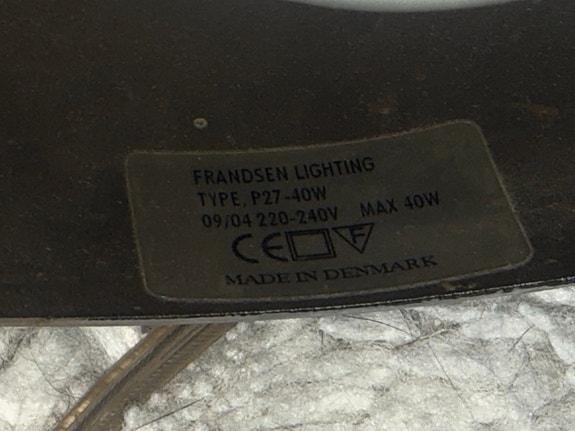 FRANDSEN LIGHTING
TYPE, P27-40W
09/04 220-240V MAX 40W
CE F
MADE IN DENMARK